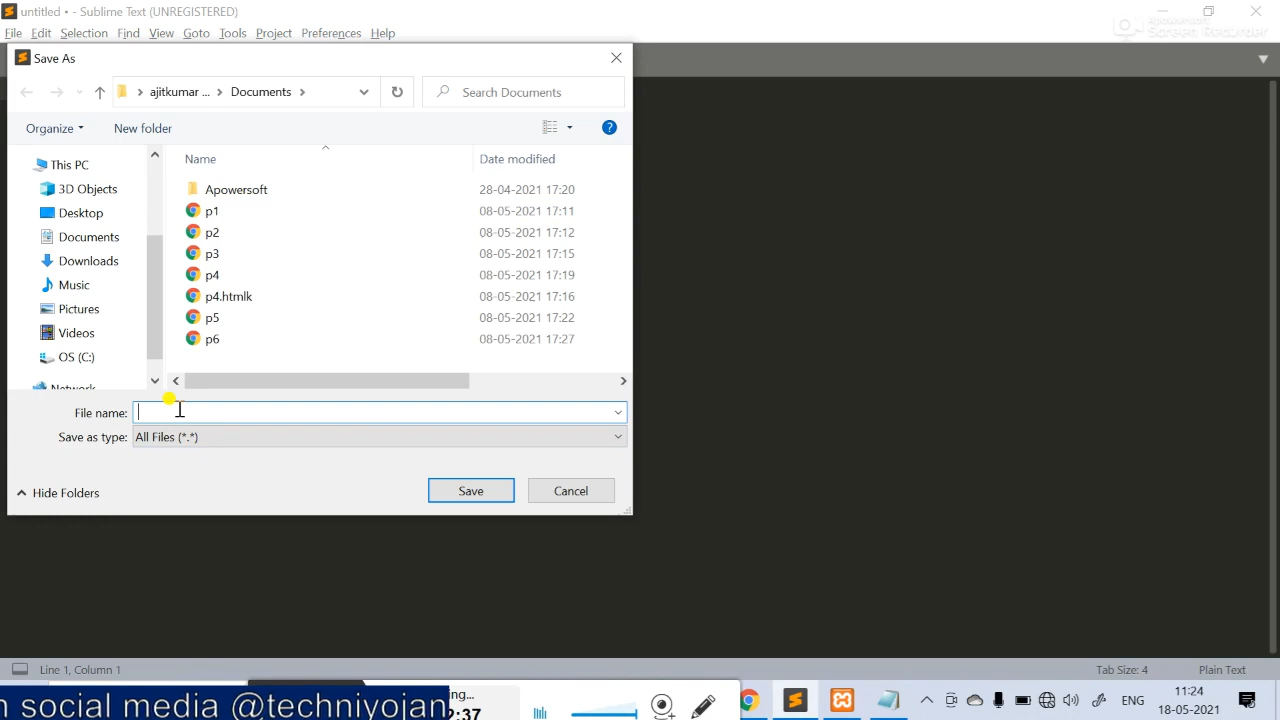 untitled • - Sublime Text (UNREGISTERED)
File Edit Selection Find View Goto Tools Project Preferences Help
Apowersoft
Screen Recorder
Save As
ajitkumar ... > Documents >
Search Documents
Organize New folder
Name Date modified
This PC
3D Objects
Desktop
Documents
Downloads
Music
Pictures
Videos
OS (C:)
Network
Apowersoft 28-04-2021 17:20
p1 08-05-2021 17:11
p2 08-05-2021 17:12
p3 08-05-2021 17:15
p4 08-05-2021 17:19
p4.htmlk 08-05-2021 17:16
p5 08-05-2021 17:22
p6 08-05-2021 17:27
File name:
Save as type: All Files (*.*)
Hide Folders
Save Cancel
Line 1, Column 1
Tab Size: 4 Plain Text
social media @techniyojan
2:37
ENG
11:24
18-05-2021